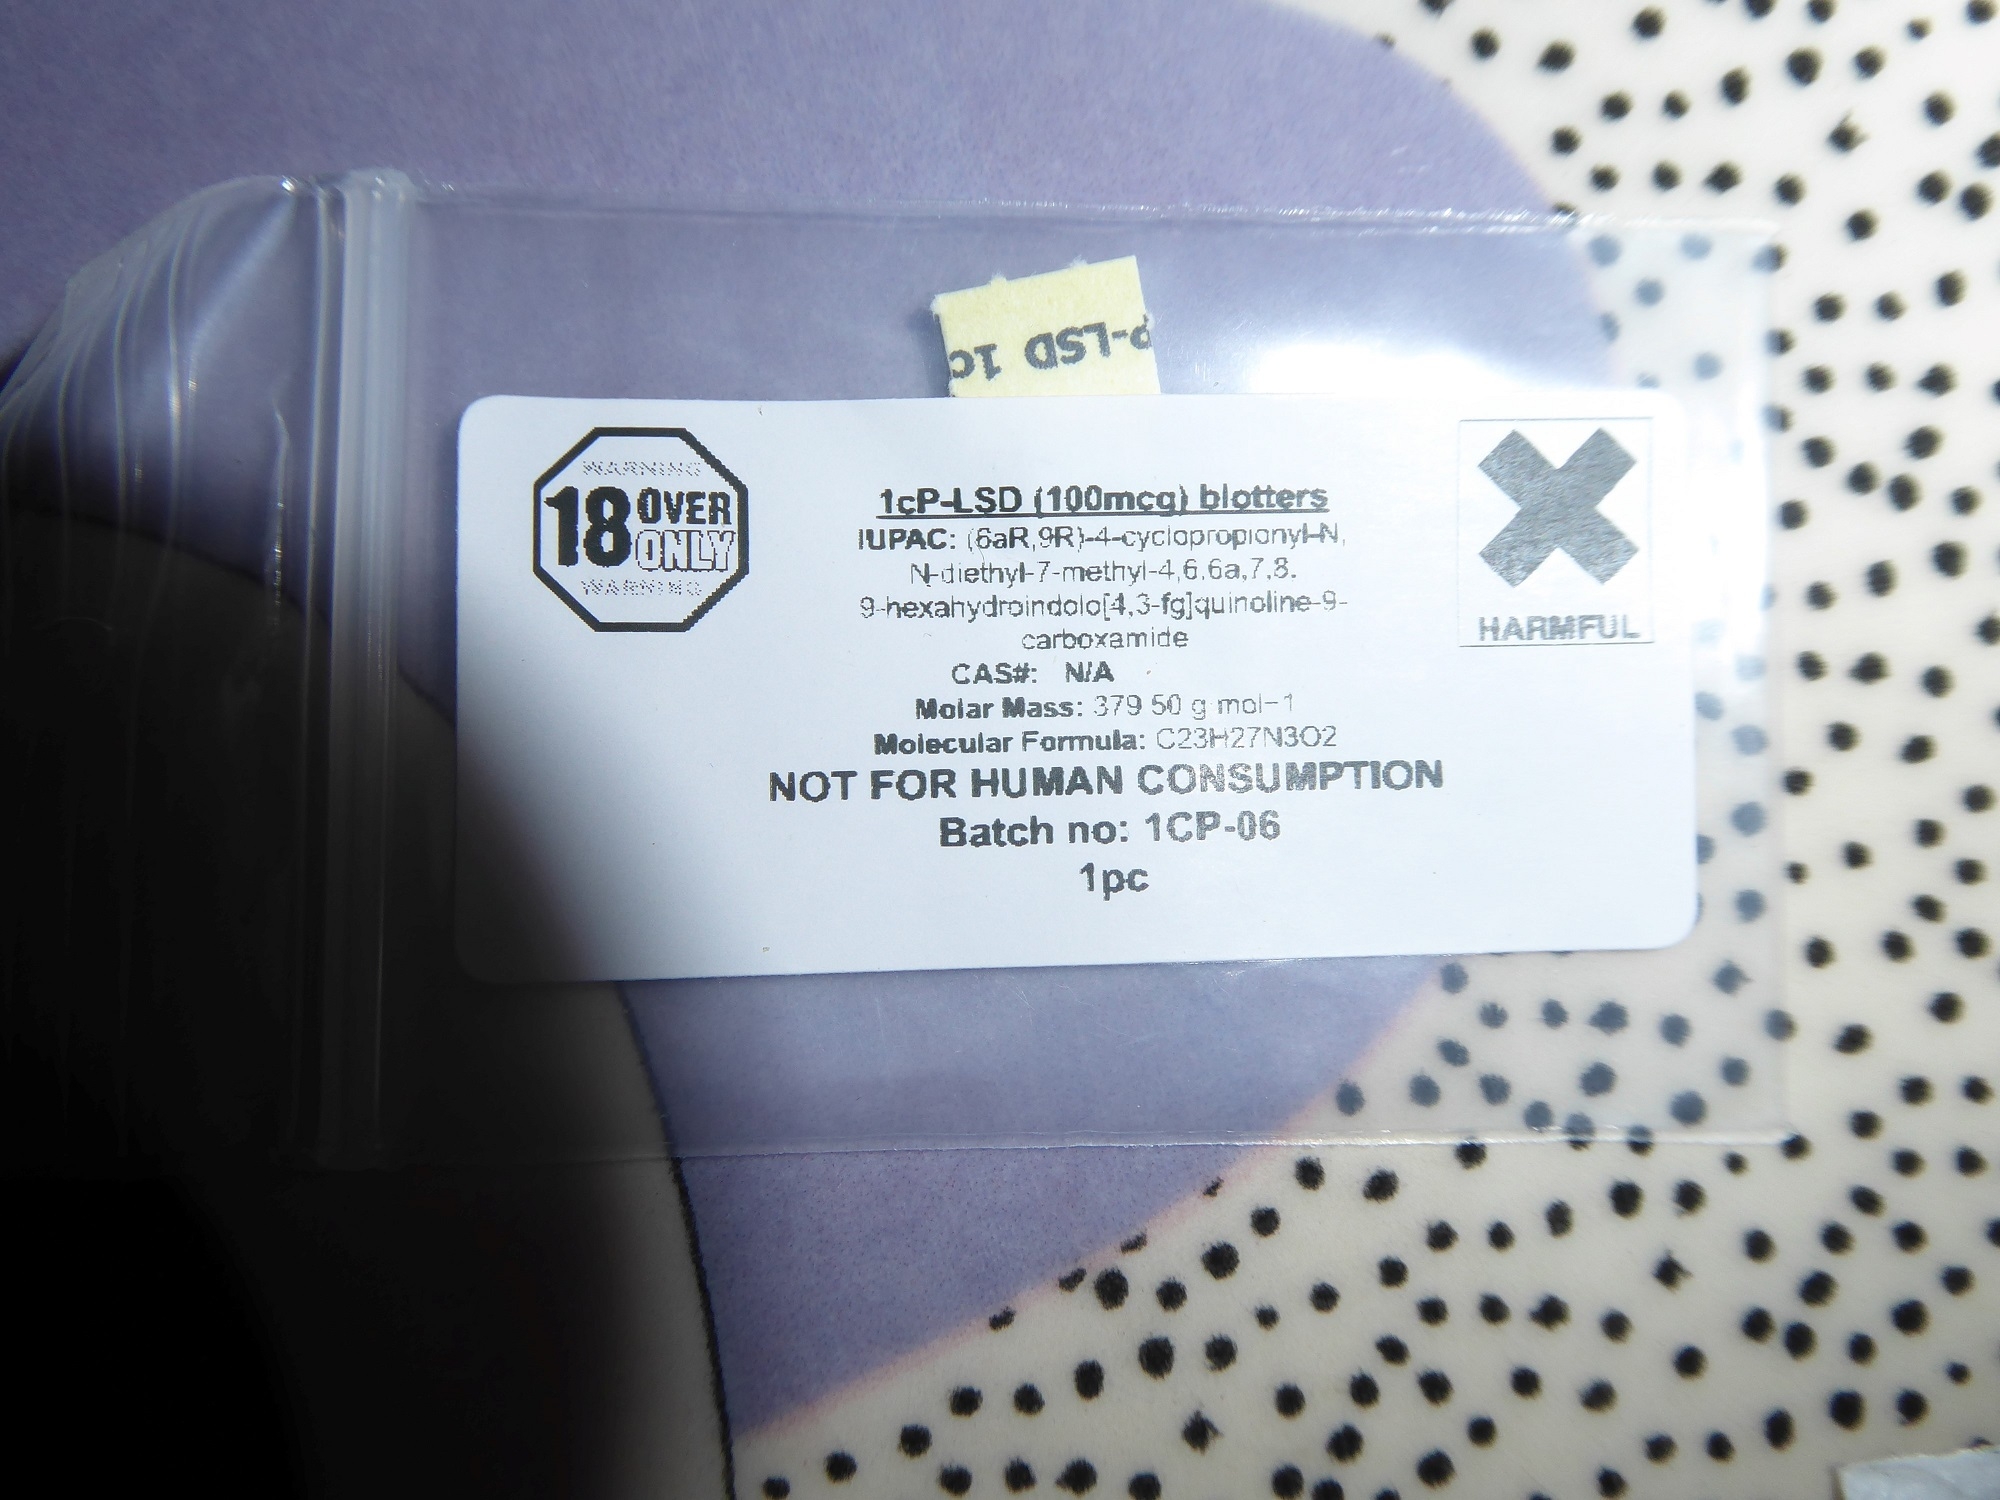 P-LSD 1c
WARNING
18 OVER
ONLY
WARNING
1cP-LSD (100mcg) blotters
IUPAC: (6aR,9R)-4-cyclopropionyl-N,
N-diethyl-7-methyl-4,6,6a,7,8,
9-hexahydroindolo[4,3-fg]quinoline-9-
carboxamide
CAS#: N/A
Molar Mass: 379.50 g·mol−1
Molecular Formula: C23H27N3O2
NOT FOR HUMAN CONSUMPTION
Batch no: 1CP-06
1pc
HARMFUL